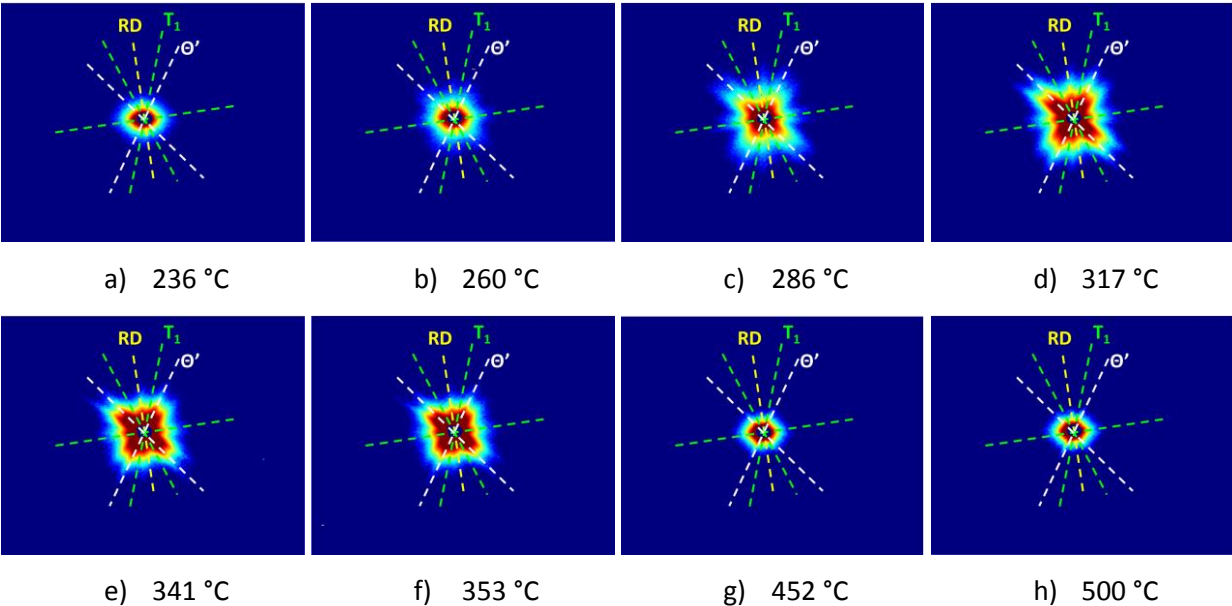 RD T₁ Θ’ RD T₁ Θ’ RD T₁ Θ’ RD T₁ Θ’
a) 236 °C b) 260 °C c) 286 °C d) 317 °C
RD T₁ Θ’ RD T₁ Θ’ RD T₁ Θ’ RD T₁ Θ’
e) 341 °C f) 353 °C g) 452 °C h) 500 °C